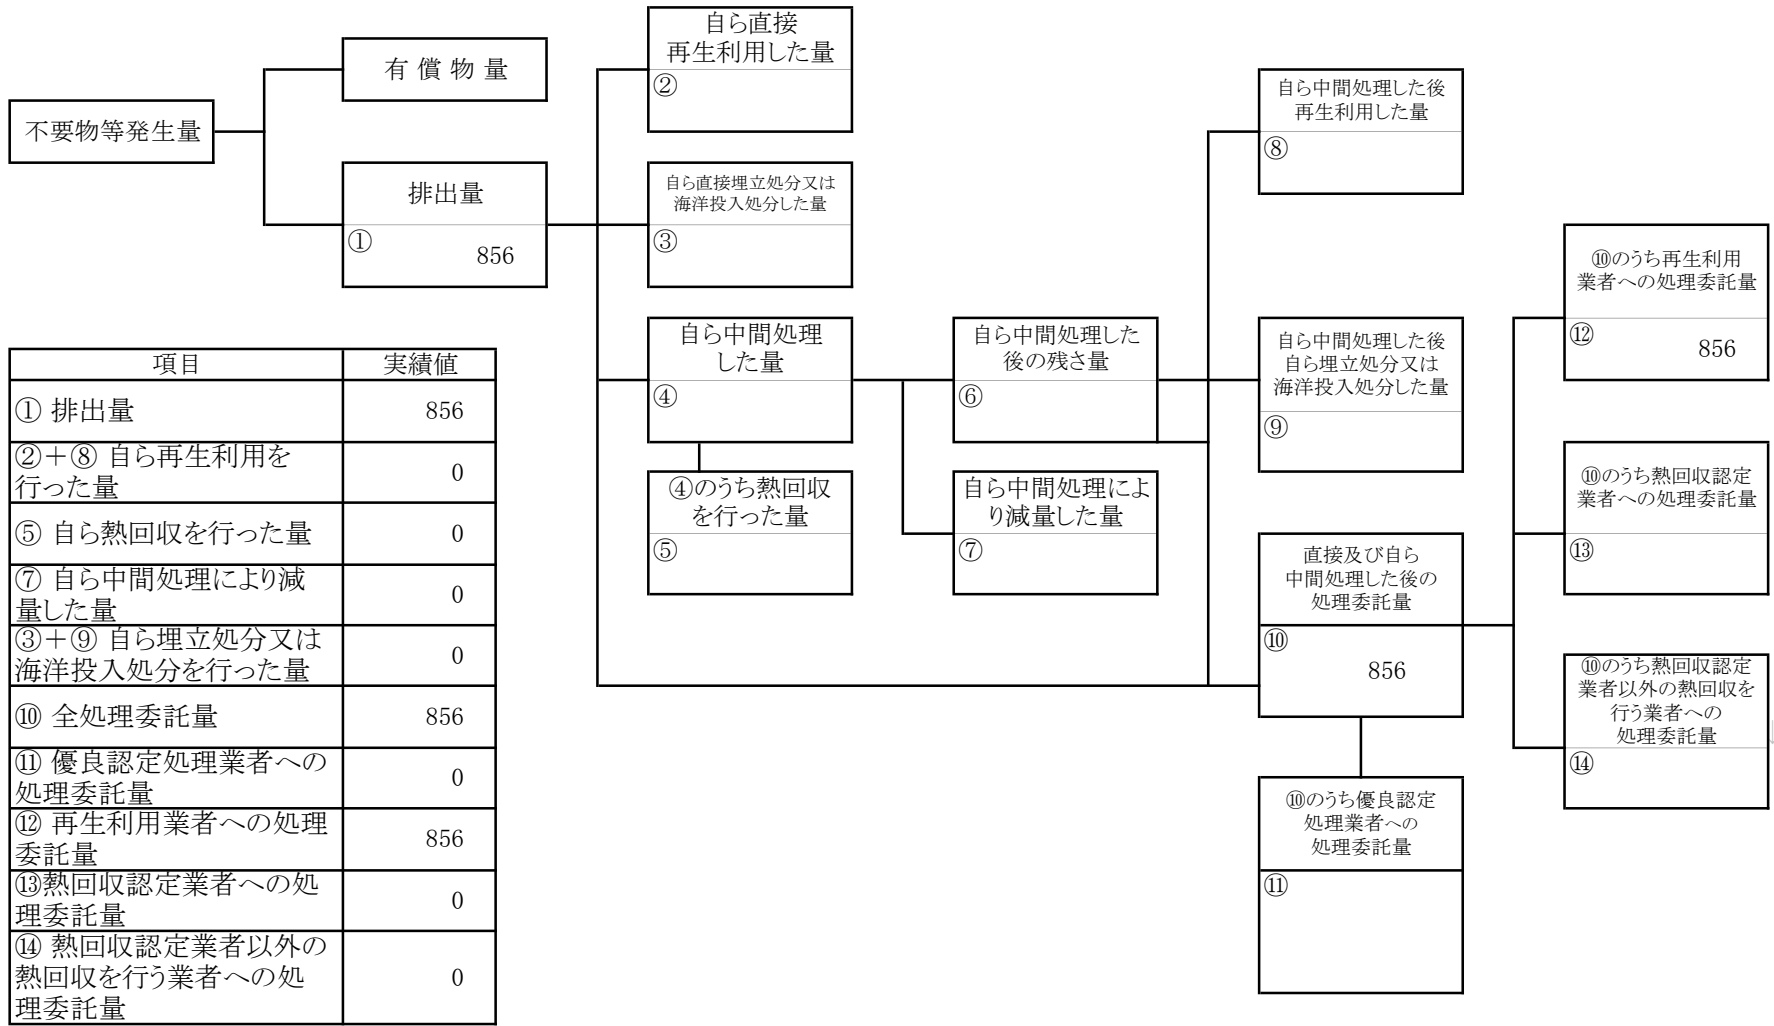 不要物等発生量
有 償 物 量
排出量
①
856
自ら直接
再生利用した量
②
自ら直接埋立処分又は
海洋投入処分した量
③
自ら中間処理
した量
④
④のうち熱回収
を行った量
⑤
自ら中間処理した
後の残さ量
⑥
自ら中間処理によ
り減量した量
⑦
自ら中間処理した後
再生利用した量
⑧
自ら中間処理した後
自ら埋立処分又は
海洋投入処分した量
⑨
直接及び自ら
中間処理した後の
処理委託量
⑩
856
⑩のうち優良認定
処理業者への
処理委託量
⑪
⑩のうち再生利用
業者への処理委託量
⑫
856
⑩のうち熱回収認定
業者への処理委託量
⑬
⑩のうち熱回収認定
業者以外の熱回収を
行う業者への
処理委託量
⑭
項目 実績値
① 排出量 856
②＋⑧ 自ら再生利用を
行った量 0
⑤ 自ら熱回収を行った量 0
⑦ 自ら中間処理により減
量した量 0
③＋⑨ 自ら埋立処分又は
海洋投入処分を行った量 0
⑩ 全処理委託量 856
⑪ 優良認定処理業者への
処理委託量 0
⑫ 再生利用業者への処理
委託量 856
⑬熱回収認定業者への処
理委託量 0
⑭ 熱回収認定業者以外の
熱回収を行う業者への処
理委託量 0